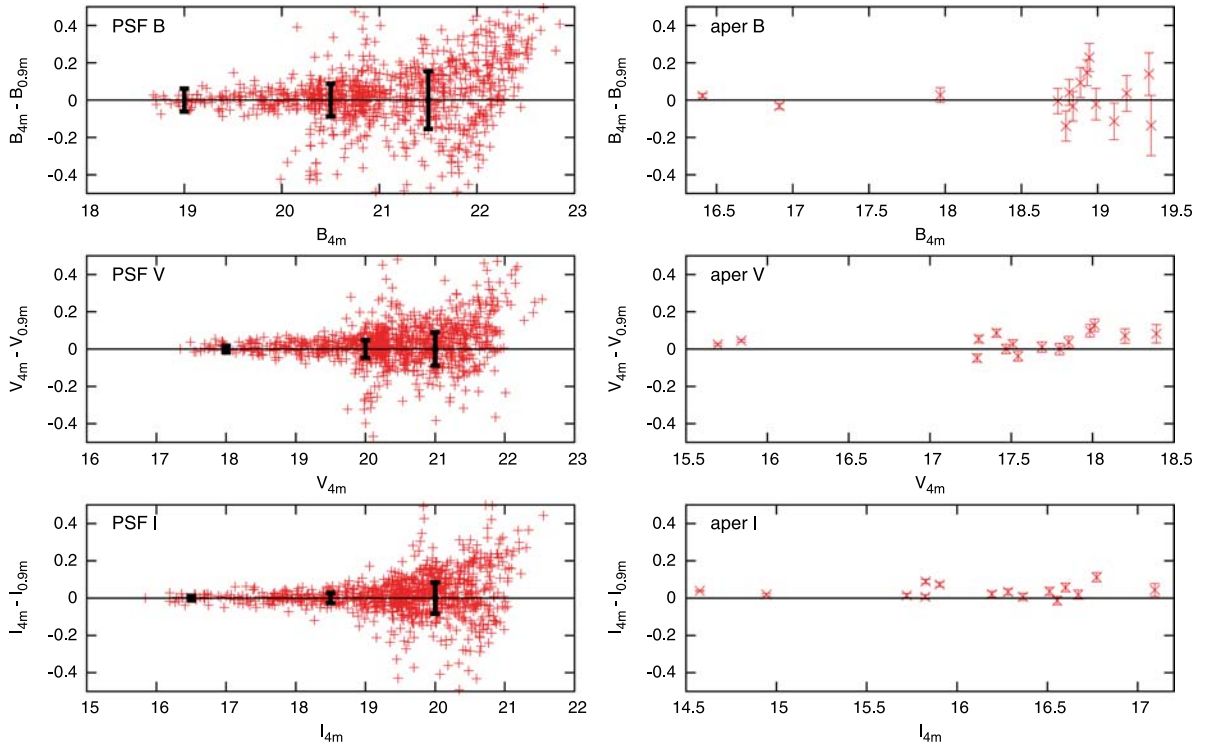 PSF B
B4m - B0.9m
0.4
0.2
0
-0.2
-0.4
18 19 20 21 22 23
B4m
aper B
B4m - B0.9m
0.4
0.2
0
-0.2
-0.4
16.5 17 17.5 18 18.5 19 19.5
B4m
PSF V
V4m - V0.9m
0.4
0.2
0
-0.2
-0.4
16 17 18 19 20 21 22 23
V4m
aper V
V4m - V0.9m
0.4
0.2
0
-0.2
-0.4
15.5 16 16.5 17 17.5 18 18.5
V4m
PSF I
I4m - I0.9m
0.4
0.2
0
-0.2
-0.4
15 16 17 18 19 20 21 22
I4m
aper I
I4m - I0.9m
0.4
0.2
0
-0.2
-0.4
14.5 15 15.5 16 16.5 17
I4m